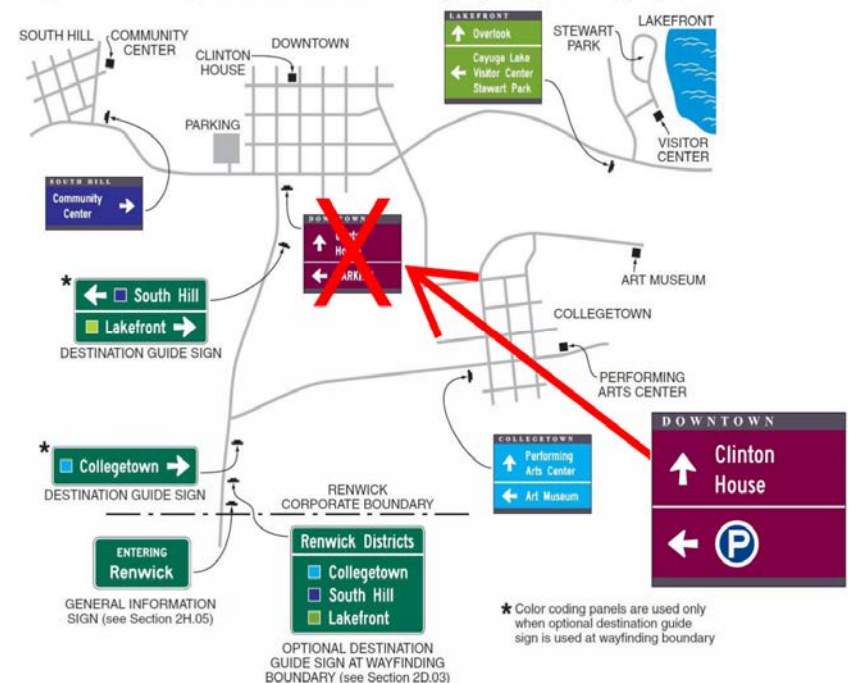 LAKEFRONT
Overlook
Cayuga Lake
Visitor Center
Stewart Park
STEWART
PARK
LAKEFRONT
SOUTH HILL
COMMUNITY
CENTER
DOWNTOWN
CLINTON
HOUSE
PARKING
VISITOR
CENTER
SOUTH HILL
Community
Center
DOWNTOWN
ART MUSEUM
* South Hill
Lakefront
DESTINATION GUIDE SIGN
COLLEGETOWN
PERFORMING
ARTS CENTER
DOWNTOWN
Clinton
House
P
COLLEGETOWN
Performing
Arts Center
Art Museum
* Collegetown
DESTINATION GUIDE SIGN
RENWICK
CORPORATE BOUNDARY
ENTERING
Renwick
GENERAL INFORMATION
SIGN (see Section 2H.05)
Renwick Districts
Collegetown
South Hill
Lakefront
OPTIONAL DESTINATION
GUIDE SIGN AT WAYFINDING
BOUNDARY (see Section 2D.03)
* Color coding panels are used only
when optional destination guide
sign is used at wayfinding boundary